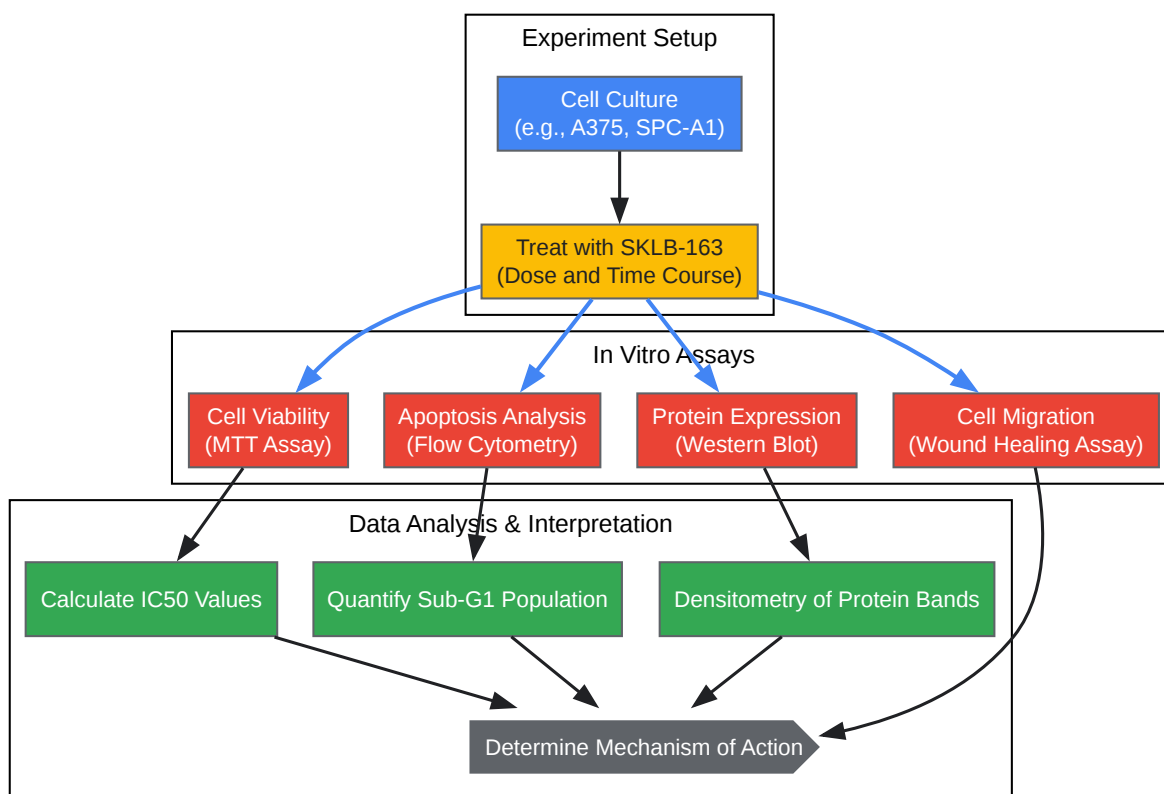 Experiment Setup
Cell Culture
(e.g., A375, SPC-A1)
Treat with SKLB-163
(Dose and Time Course)
In Vitro Assays
Cell Viability
(MTT Assay)
Apoptosis Analysis
(Flow Cytometry)
Protein Expression
(Western Blot)
Cell Migration
(Wound Healing Assay)
Data Analysis & Interpretation
Calculate IC50 Values
Quantify Sub-G1 Population
Densitometry of Protein Bands
Determine Mechanism of Action